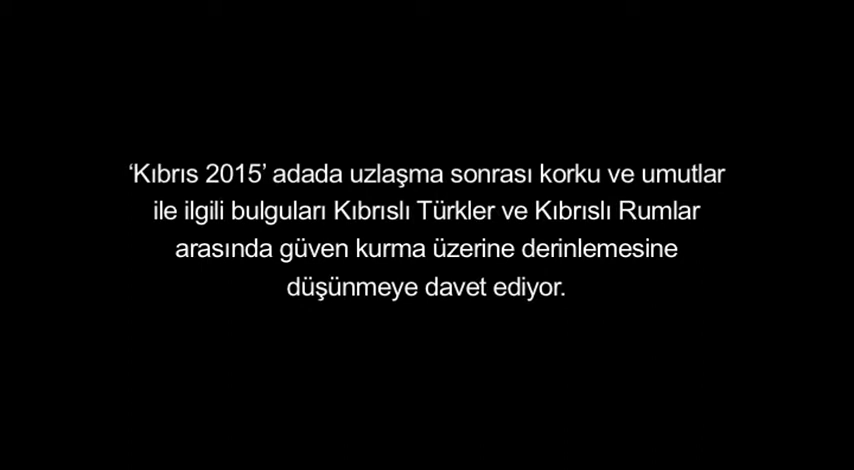 ‘Kıbrıs 2015’ adada uzlaşma sonrası korku ve umutlar
ile ilgili bulguları Kıbrıslı Türkler ve Kıbrıslı Rumlar
arasında güven kurma üzerine derinlemesine
düşünmeye davet ediyor.